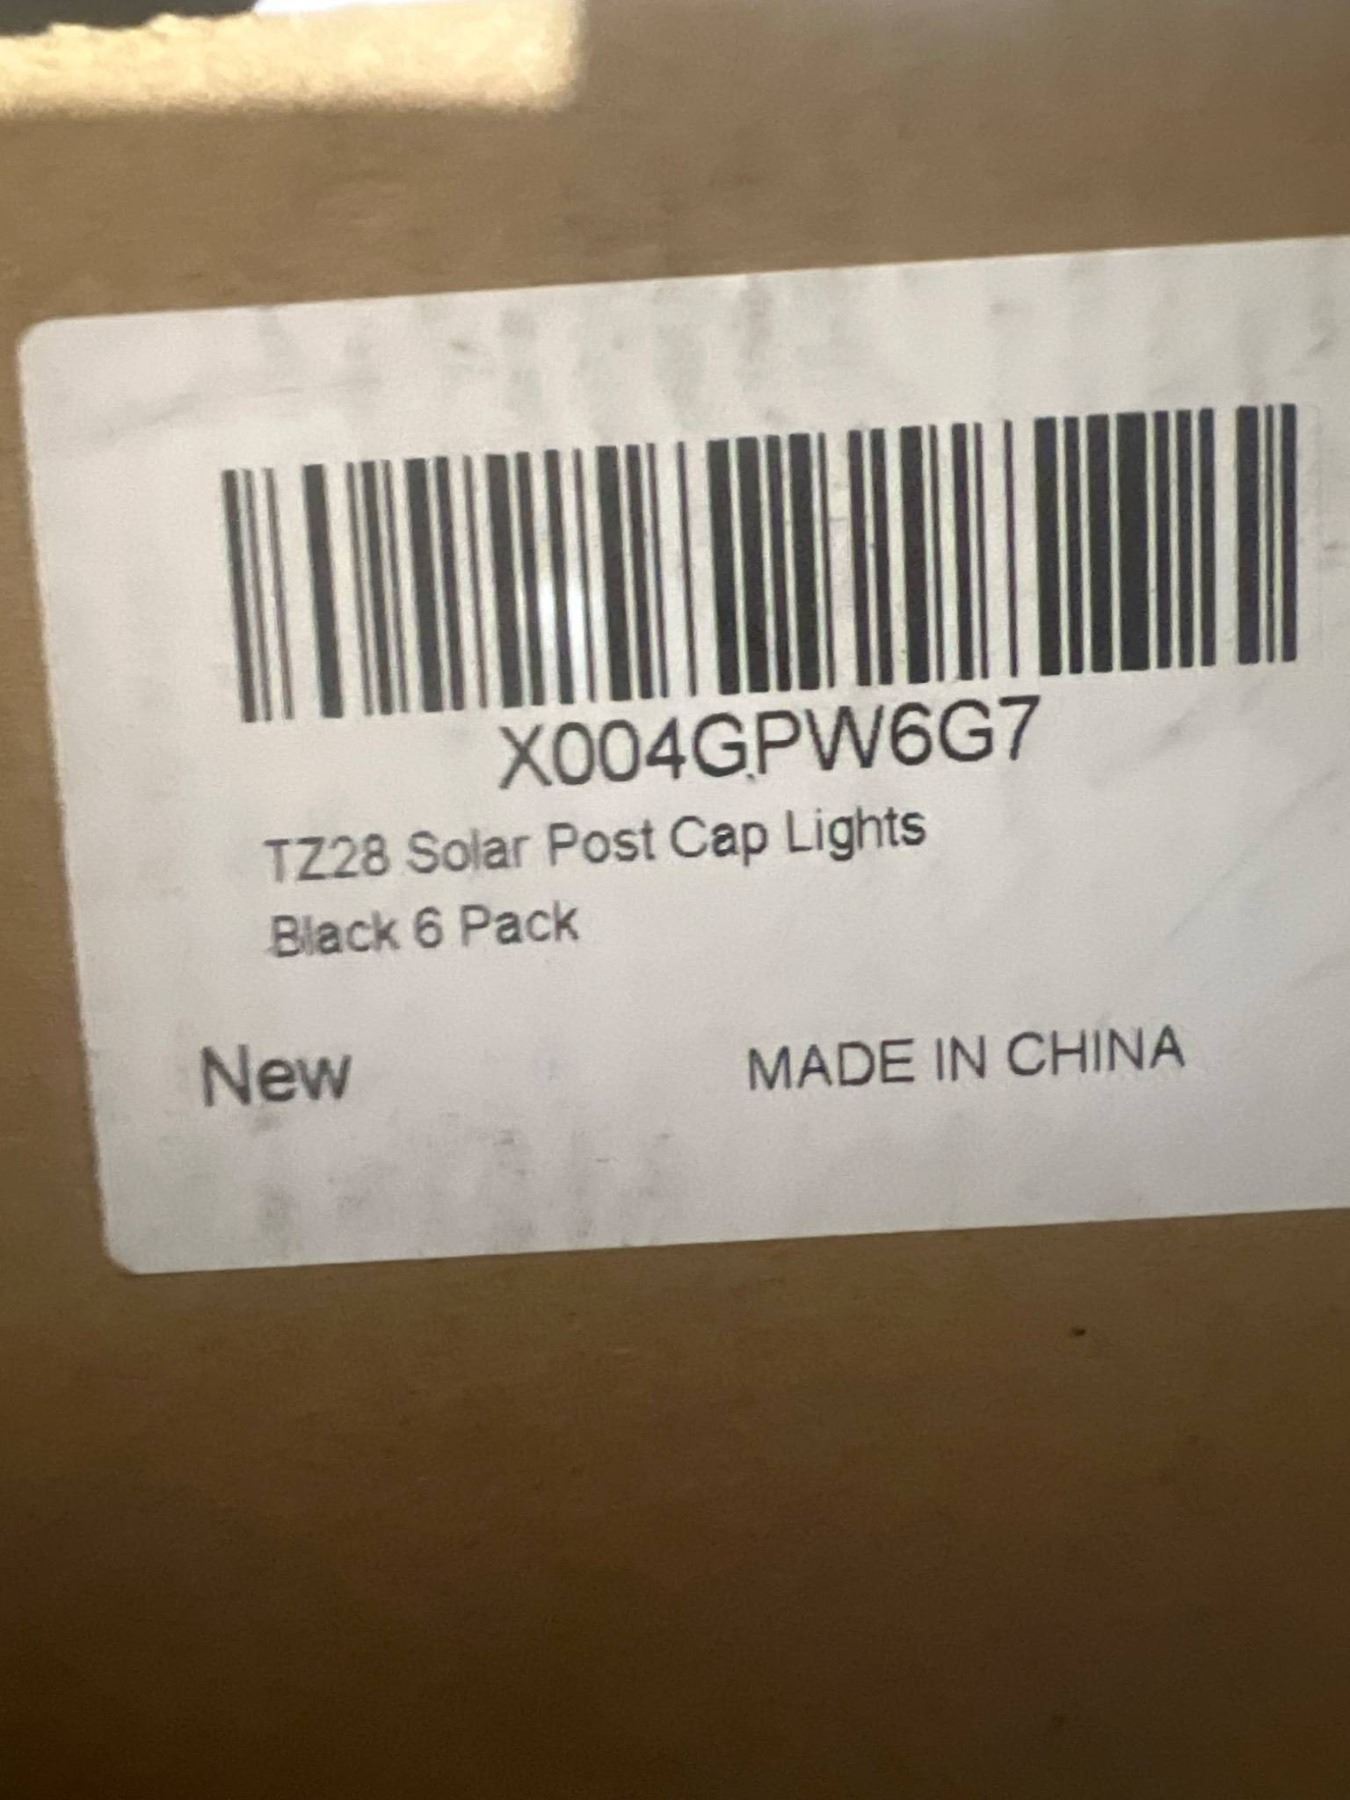 X004GPW6G7
TZ28 Solar Post Cap Lights
Black 6 Pack
New MADE IN CHINA